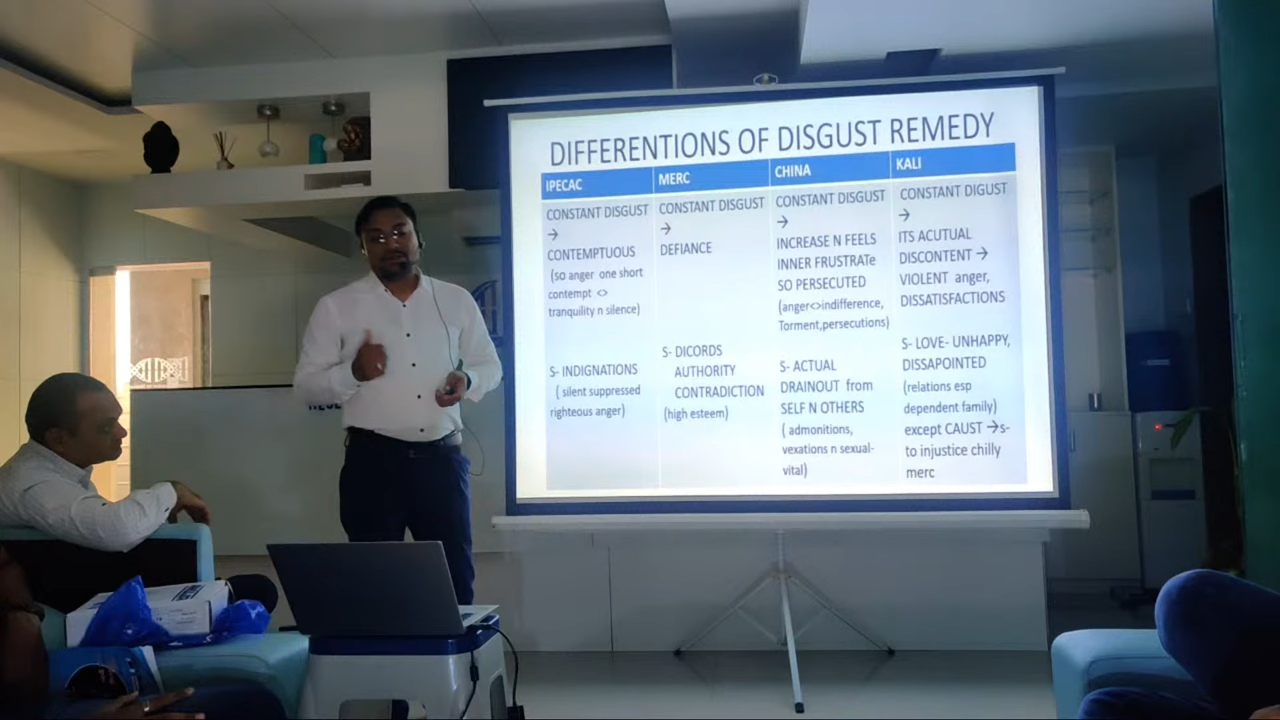 DIFFERENTIONS OF DISGUST REMEDY
IPECAC
CONSTANT DISGUST
→
CONTEMPTUOUS
(so anger one short
contempt <>
tranquility n silence)
S- INDIGNATIONS
( silent suppressed
righteous anger)
MERC
CONSTANT DISGUST
→
DEFIANCE
S- DICORDS
AUTHORITY
CONTRADICTION
(high esteem)
CHINA
CONSTANT DISGUST
→
INCREASE N FEELS
INNER FRUSTRATe
SO PERSECUTED
(anger<>indifference,
Torment,persecutions)
S- ACTUAL
DRAINOUT from
SELF N OTHERS
( admonitions,
vexations n sexual-
vital)
KALI
CONSTANT DIGUST
→
ITS ACUTUAL
DISCONTENT →
VIOLENT anger,
DISSATISFACTIONS
S- LOVE- UNHAPPY,
DISSAPOINTED
(relations esp
dependent family)
except CAUST →s-
to injustice chilly
merc